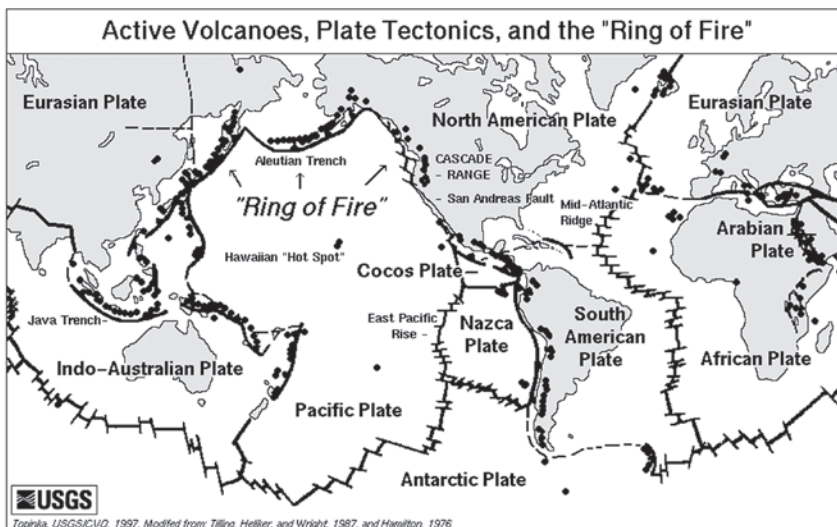 Active Volcanoes, Plate Tectonics, and the "Ring of Fire"
Eurasian Plate
North American Plate
Eurasian Plate
Aleutian Trench
CASCADE
RANGE
"Ring of Fire"
San Andreas Fault
Mid-Atlantic
Ridge
Arabian
Plate
Hawaiian "Hot Spot"
Cocos Plate
Java Trench
East Pacific
Rise
Nazca
Plate
South
American
Plate
Indo-Australian Plate
African Plate
Pacific Plate
Antarctic Plate
USGS
Topinka, USGS/CVO, 1997, Modified from: Tilling, Heliker, and Wright, 1987, and Hamilton, 1976